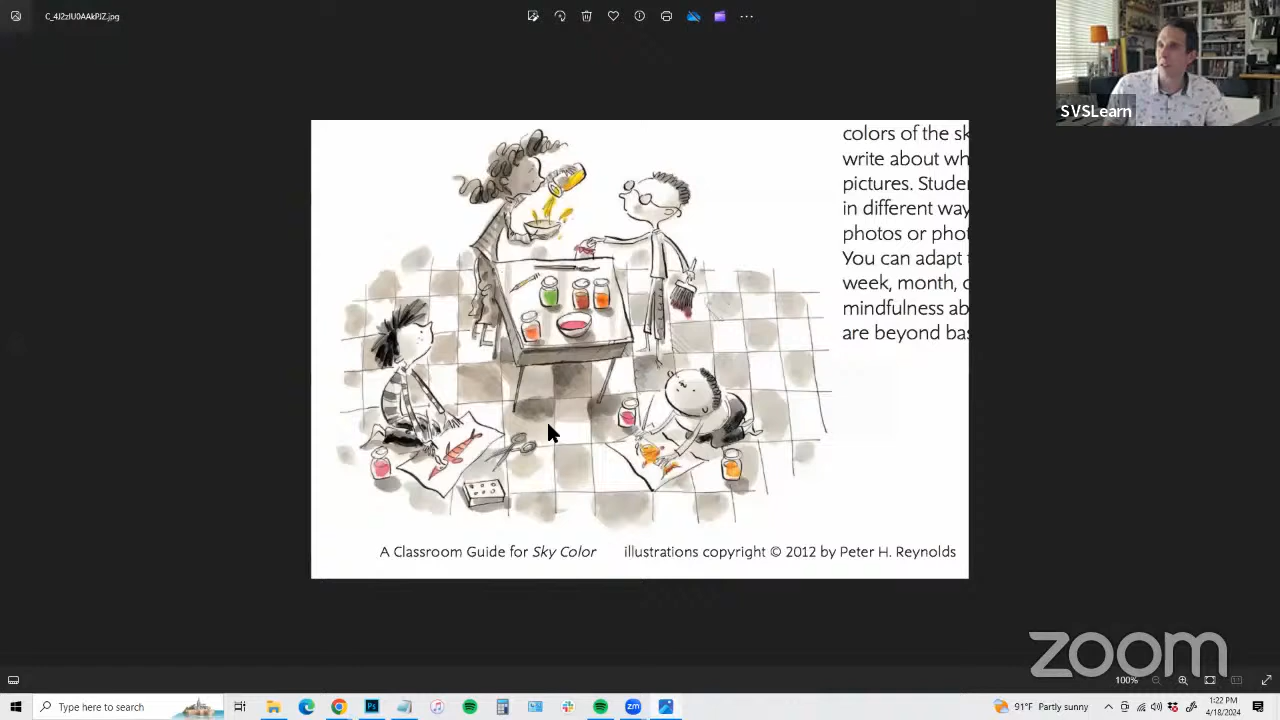 C_4J2zIU0AAkPJZ.jpg
SVSLearn
colors of the sk
write about wh
pictures. Studen
in different way
photos or phot
You can adapt t
week, month, o
mindfulness ab
are beyond bas
A Classroom Guide for Sky Color illustrations copyright © 2012 by Peter H. Reynolds
zoom
100%
Type here to search
91°F Partly sunny
1:22 PM
4/18/2024